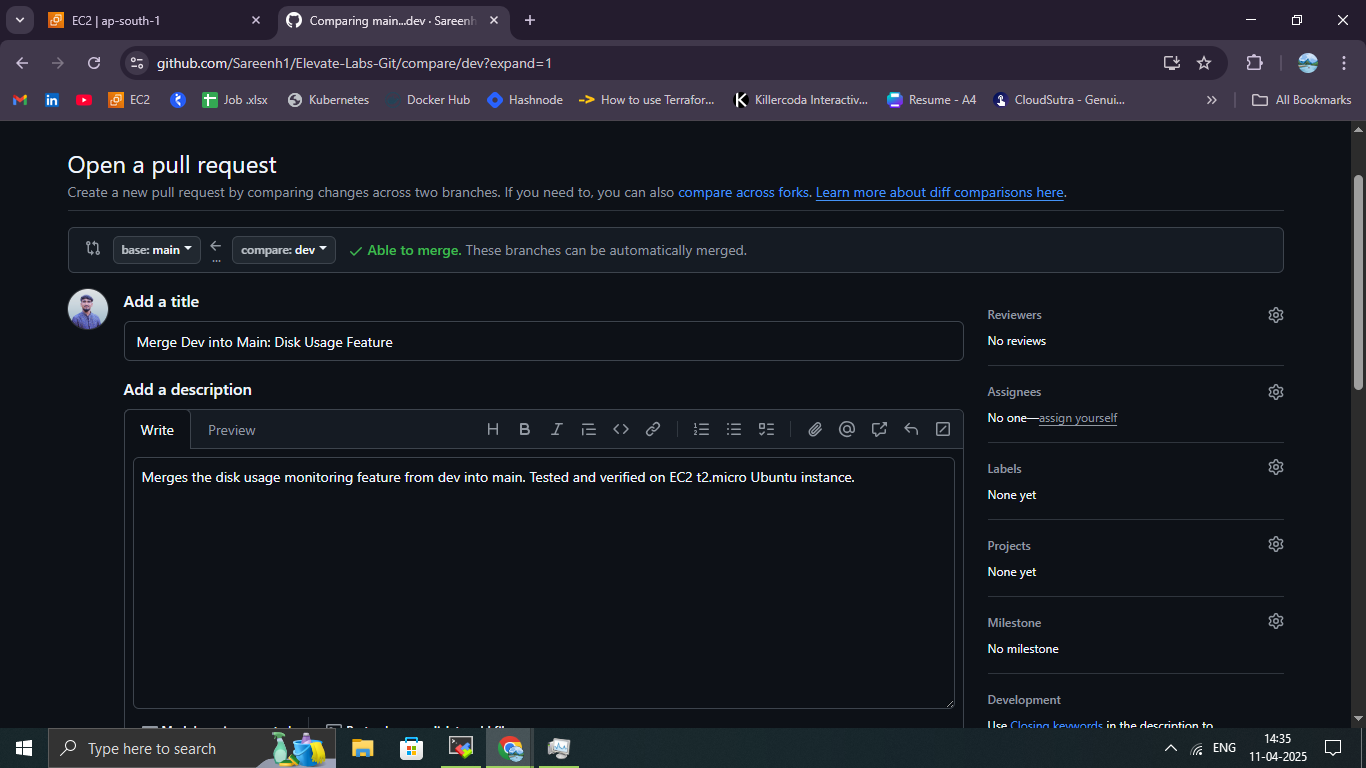 EC2 | ap-south-1
Comparing main...dev · Sareenh
github.com/Sareenh1/Elevate-Labs-Git/compare/dev?expand=1
EC2
Job .xlsx
Kubernetes
Docker Hub
Hashnode
How to use Terrafor...
Killercoda Interactiv...
Resume - A4
CloudSutra - Genui...
All Bookmarks
Open a pull request
Create a new pull request by comparing changes across two branches. If you need to, you can also compare across forks. Learn more about diff comparisons here.
base: main
...
compare: dev
Able to merge. These branches can be automatically merged.
Add a title
Merge Dev into Main: Disk Usage Feature
Add a description
Write
Preview
Merges the disk usage monitoring feature from dev into main. Tested and verified on EC2 t2.micro Ubuntu instance.
Reviewers
No reviews
Assignees
No one—assign yourself
Labels
None yet
Projects
None yet
Milestone
No milestone
Development
Use Closing keywords in the description to
Type here to search
ENG
14:35
11-04-2025